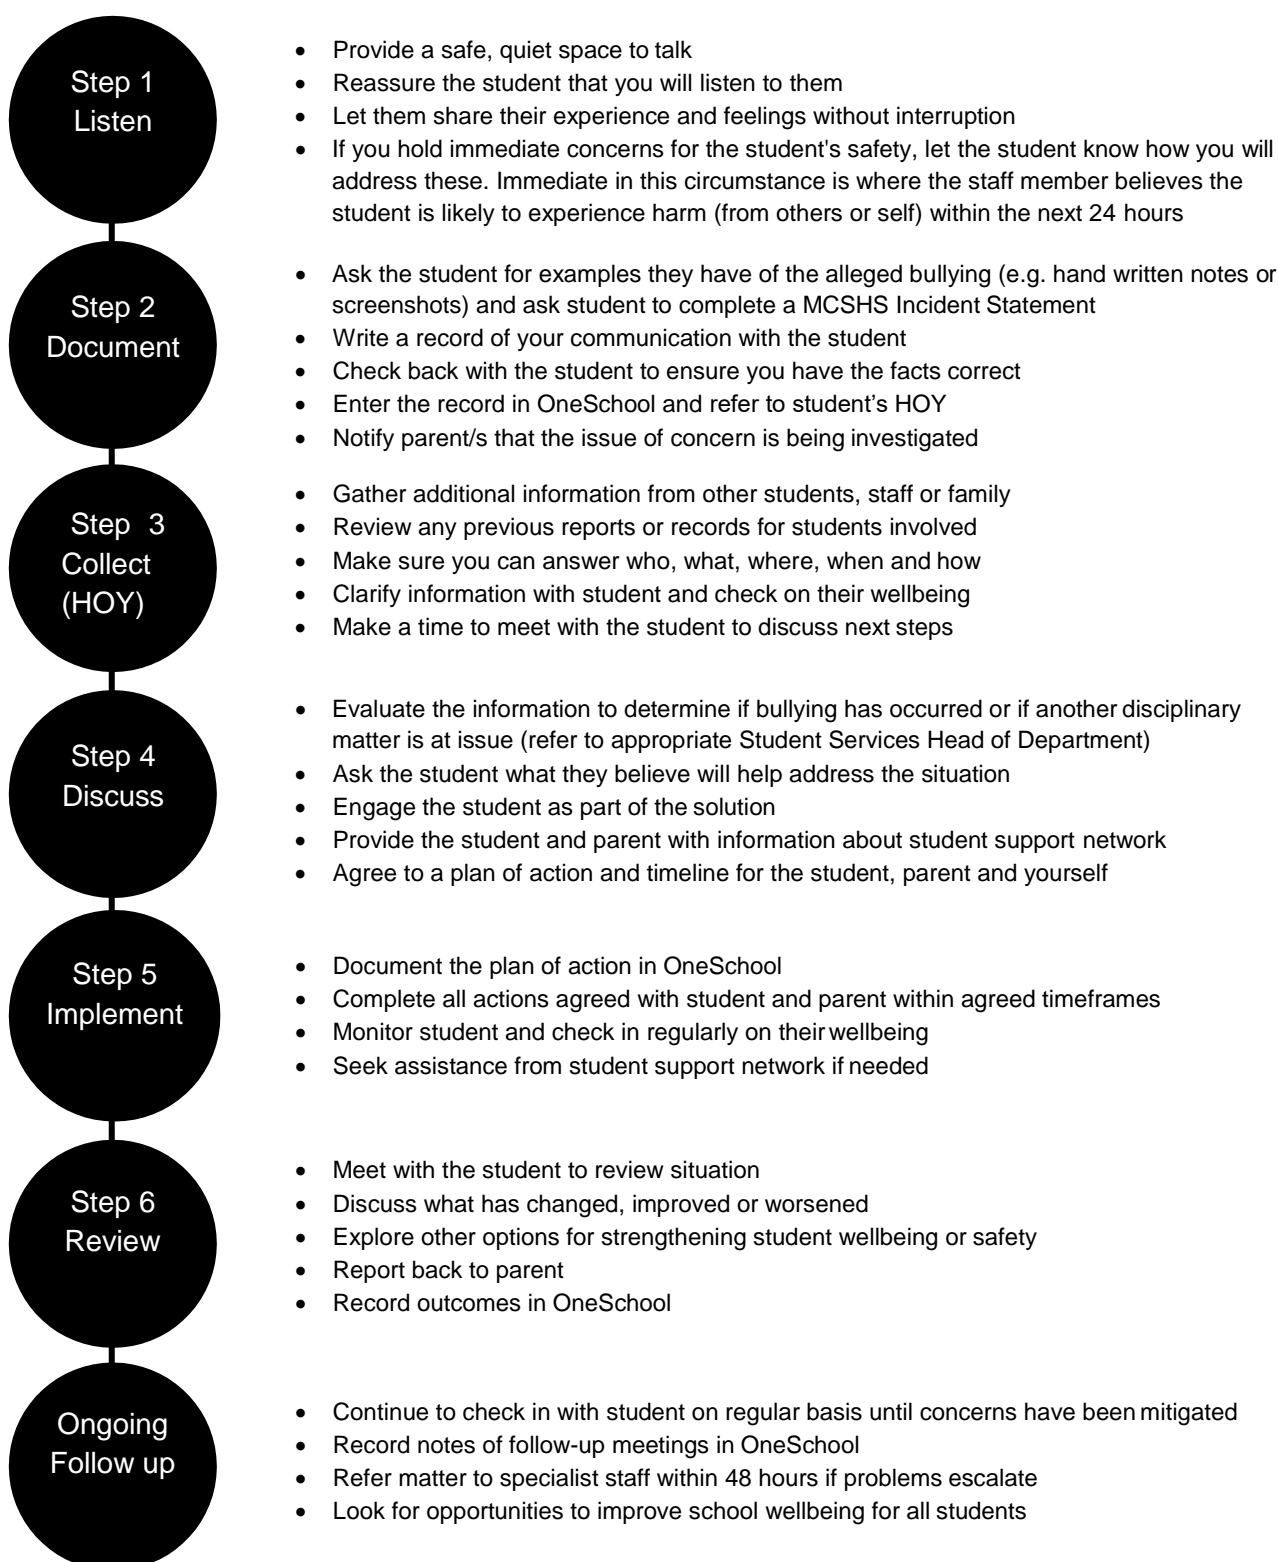 Step 1
Listen
• Provide a safe, quiet space to talk
• Reassure the student that you will listen to them
• Let them share their experience and feelings without interruption
• If you hold immediate concerns for the student's safety, let the student know how you will
address these. Immediate in this circumstance is where the staff member believes the
student is likely to experience harm (from others or self) within the next 24 hours
Step 2
Document
• Ask the student for examples they have of the alleged bullying (e.g. hand written notes or
screenshots) and ask student to complete a MCSHS Incident Statement
• Write a record of your communication with the student
• Check back with the student to ensure you have the facts correct
• Enter the record in OneSchool and refer to student’s HOY
• Notify parent/s that the issue of concern is being investigated
Step 3
Collect
(HOY)
• Gather additional information from other students, staff or family
• Review any previous reports or records for students involved
• Make sure you can answer who, what, where, when and how
• Clarify information with student and check on their wellbeing
• Make a time to meet with the student to discuss next steps
Step 4
Discuss
• Evaluate the information to determine if bullying has occurred or if another disciplinary
matter is at issue (refer to appropriate Student Services Head of Department)
• Ask the student what they believe will help address the situation
• Engage the student as part of the solution
• Provide the student and parent with information about student support network
• Agree to a plan of action and timeline for the student, parent and yourself
Step 5
Implement
• Document the plan of action in OneSchool
• Complete all actions agreed with student and parent within agreed timeframes
• Monitor student and check in regularly on their wellbeing
• Seek assistance from student support network if needed
Step 6
Review
• Meet with the student to review situation
• Discuss what has changed, improved or worsened
• Explore other options for strengthening student wellbeing or safety
• Report back to parent
• Record outcomes in OneSchool
Ongoing
Follow up
• Continue to check in with student on regular basis until concerns have been mitigated
• Record notes of follow-up meetings in OneSchool
• Refer matter to specialist staff within 48 hours if problems escalate
• Look for opportunities to improve school wellbeing for all students